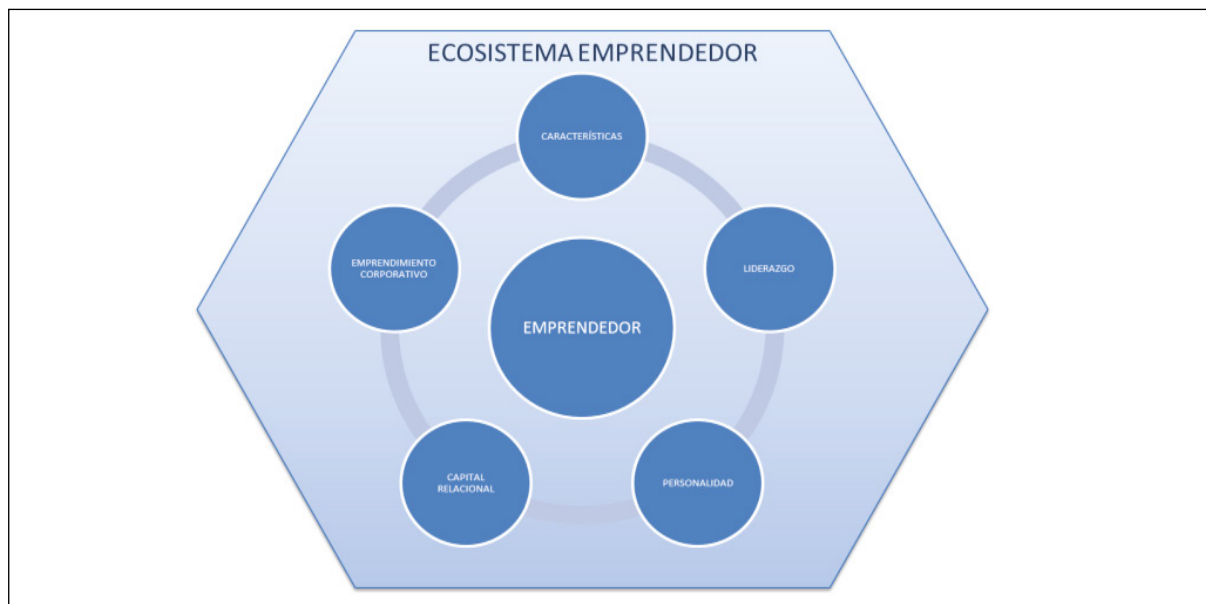 ECOSISTEMA EMPRENDEDOR
CARACTERÍSTICAS
EMPRENDIMIENTO
CORPORATIVO
LIDERAZGO
EMPRENDEDOR
CAPITAL
RELACIONAL
PERSONALIDAD